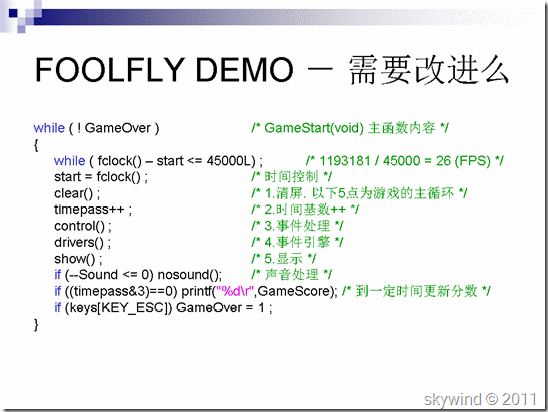 FOOLFLY DEMO － 需要改进么
while ( ! GameOver ) /* GameStart(void) 主函数内容 */
{
while ( fclock() – start <= 45000L) ; /* 1193181 / 45000 = 26 (FPS) */
start = fclock() ; /* 时间控制 */
clear() ; /* 1.清屏. 以下5点为游戏的主循环 */
timepass++ ; /* 2.时间基数++ */
control() ; /* 3.事件处理 */
drivers() ; /* 4.事件引擎 */
show() ; /* 5.显示 */
if (--Sound <= 0) nosound(); /* 声音处理 */
if ((timepass&3)==0) printf("%d\r",GameScore); /* 到一定时间更新分数 */
if (keys[KEY_ESC]) GameOver = 1 ;
}
skywind © 2011